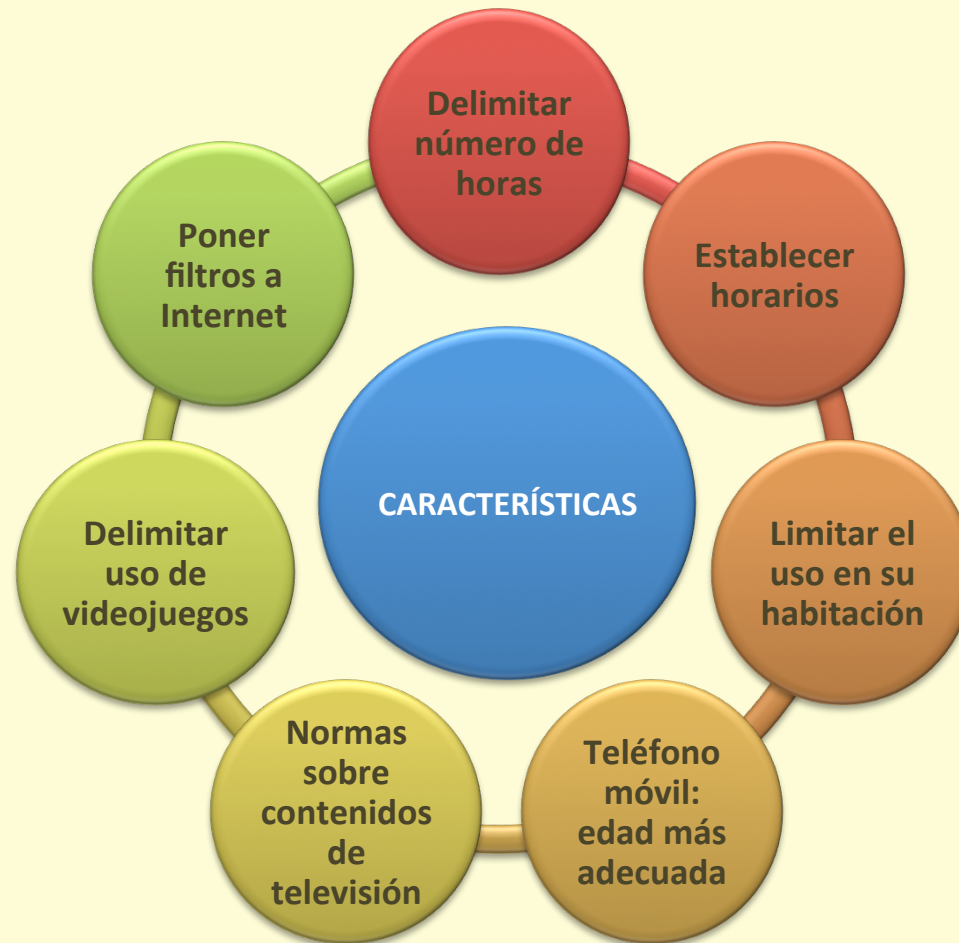 Delimitar
número de
horas
Establecer
horarios
Limitar el
uso en su
habitación
Teléfono
móvil:
edad más
adecuada
Normas
sobre
contenidos
de
televisión
Delimitar
uso de
videojuegos
Poner
filtros a
Internet
CARACTERÍSTICAS